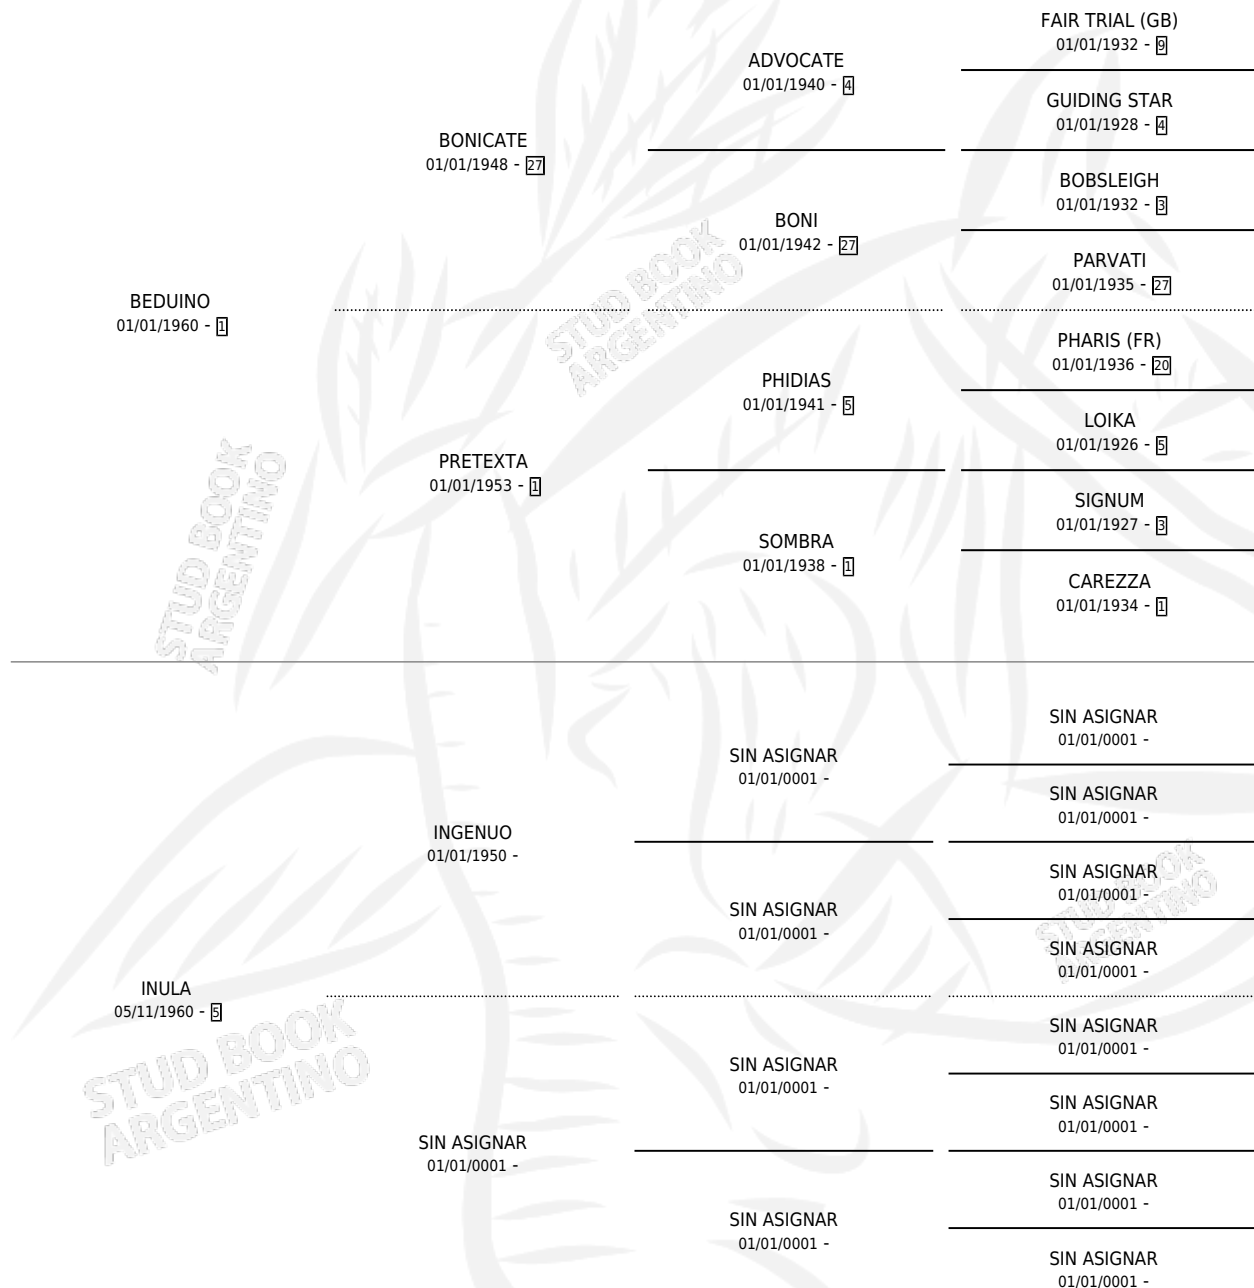 FAIR TRIAL (GB)
01/01/1932 - 9
ADVOCATE
01/01/1940 - 4
GUIDING STAR
01/01/1928 - 4
BONICATE
01/01/1948 - 27
BOBSLEIGH
01/01/1932 - 3
BONI
01/01/1942 - 27
PARVATI
01/01/1935 - 27
BEDUINO
01/01/1960 - 1
PHARIS (FR)
01/01/1936 - 20
PHIDIAS
01/01/1941 - 5
LOIKA
01/01/1926 - 5
PRETEXTA
01/01/1953 - 1
SIGNUM
01/01/1927 - 3
SOMBRA
01/01/1938 - 1
CAREZZA
01/01/1934 - 1
SIN ASIGNAR
01/01/0001 -
SIN ASIGNAR
01/01/0001 -
SIN ASIGNAR
01/01/0001 -
INGENUO
01/01/1950 -
SIN ASIGNAR
01/01/0001 -
SIN ASIGNAR
01/01/0001 -
SIN ASIGNAR
01/01/0001 -
INULA
05/11/1960 - 5
SIN ASIGNAR
01/01/0001 -
SIN ASIGNAR
01/01/0001 -
SIN ASIGNAR
01/01/0001 -
SIN ASIGNAR
01/01/0001 -
SIN ASIGNAR
01/01/0001 -
SIN ASIGNAR
01/01/0001 -
SIN ASIGNAR
01/01/0001 -
STUD BOOK
ARGENTINO
STUD BOOK
ARGENTINO
STUD BOOK
ARGENTINO
STUD BOOK
ARGENTINO